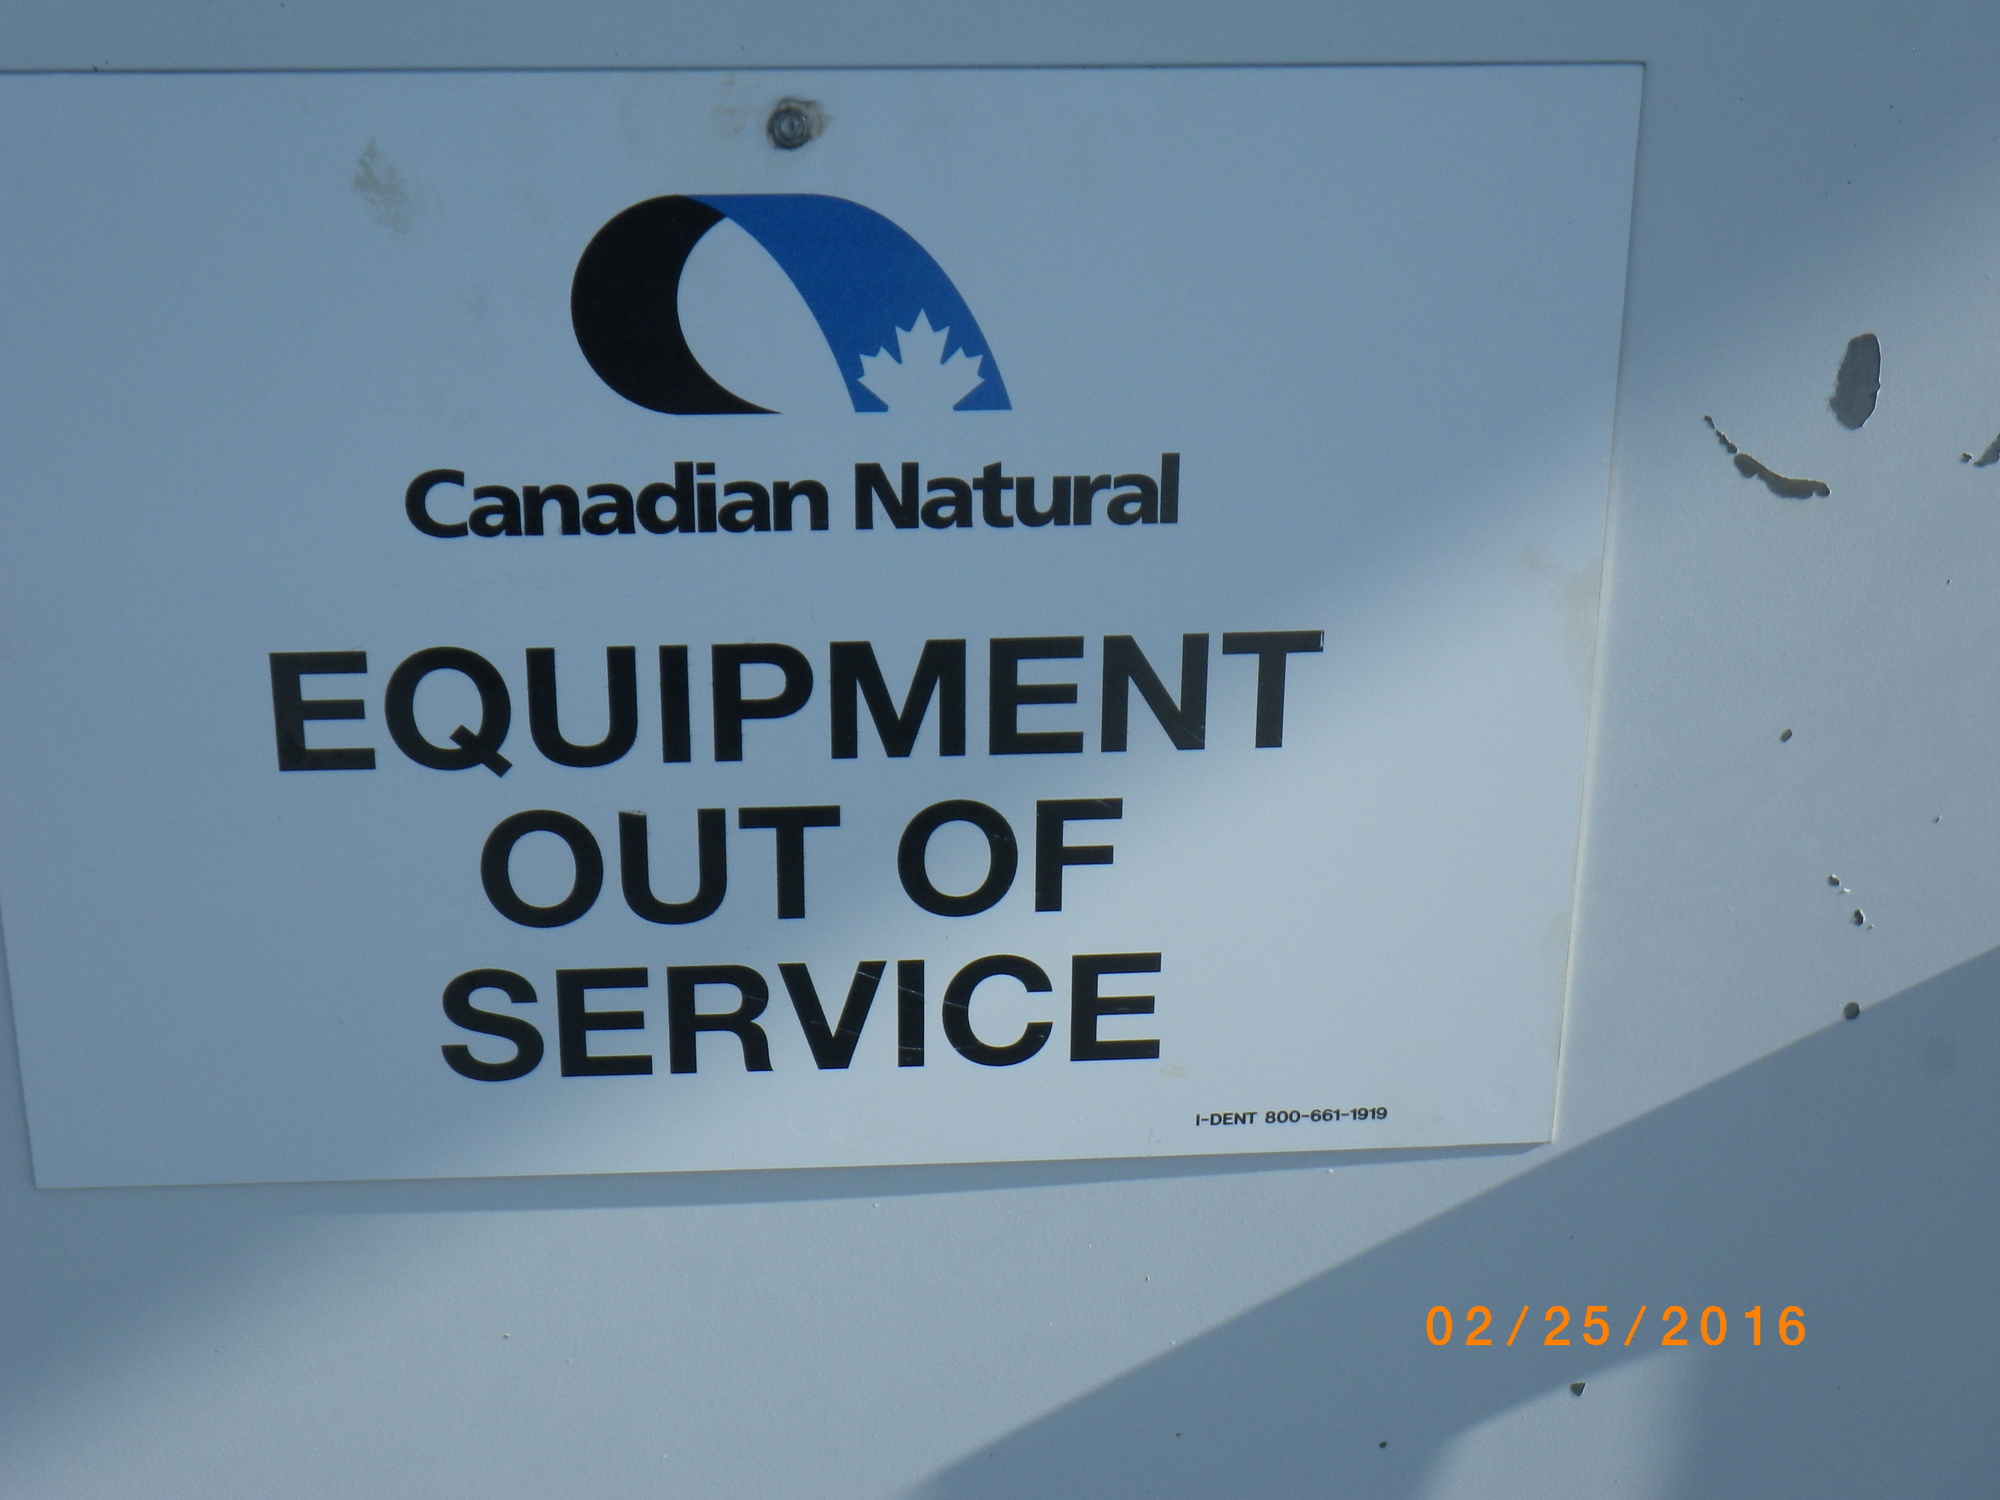 Canadian Natural
EQUIPMENT
OUT OF
SERVICE
I-DENT 800-661-1919
02/25/2016